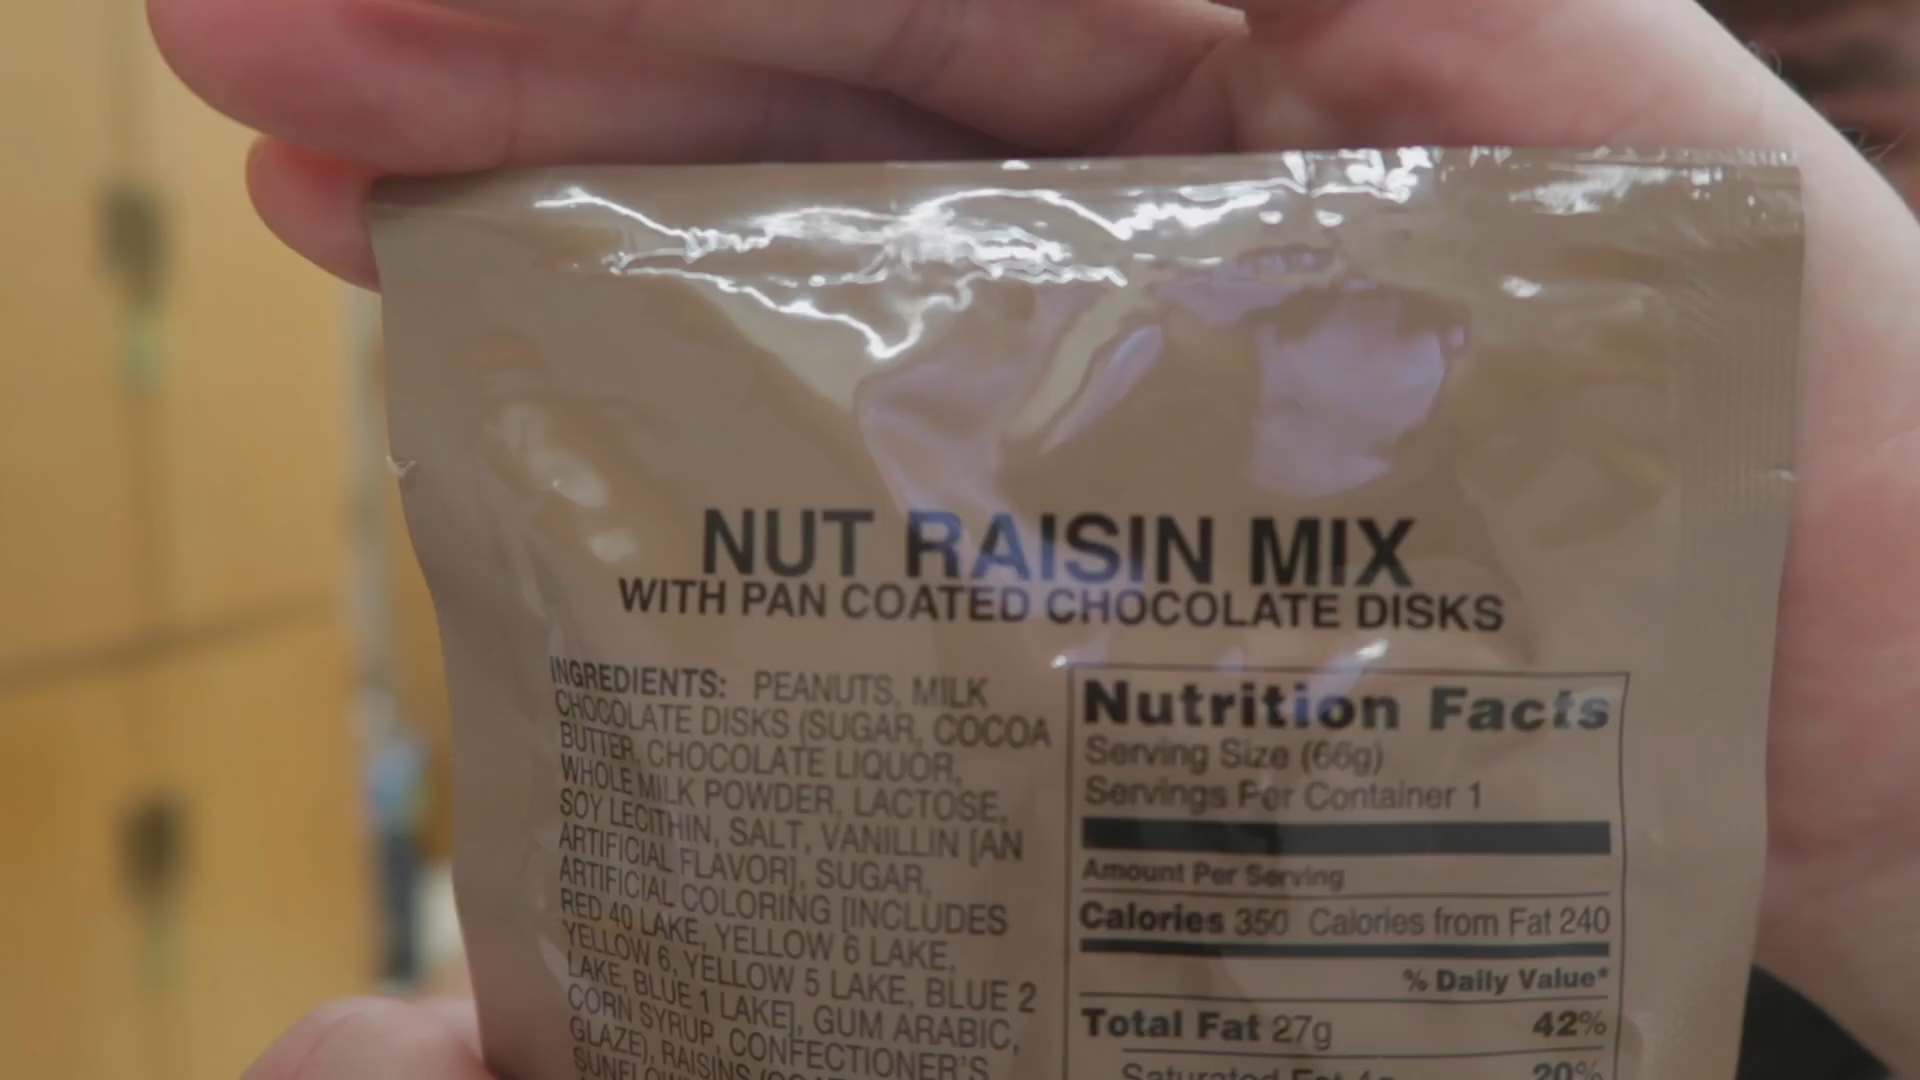 NUT RAISIN MIX
WITH PAN COATED CHOCOLATE DISKS
INGREDIENTS: PEANUTS, MILK
CHOCOLATE DISKS (SUGAR, COCOA
BUTTER, CHOCOLATE LIQUOR,
WHOLE MILK POWDER, LACTOSE,
SOY LECITHIN, SALT, VANILLIN [AN
ARTIFICIAL FLAVOR], SUGAR,
ARTIFICIAL COLORING [INCLUDES
RED 40 LAKE, YELLOW 6 LAKE,
YELLOW 6, YELLOW 5 LAKE, BLUE 2
LAKE, BLUE 1 LAKE], GUM ARABIC,
CORN SYRUP, CONFECTIONER'S
GLAZE), RAISINS
Nutrition Facts
Serving Size (66g)
Servings Per Container 1
Amount Per Serving
Calories 350 Calories from Fat 240
% Daily Value*
Total Fat 27g 42%
Saturated Fat 4g 20%